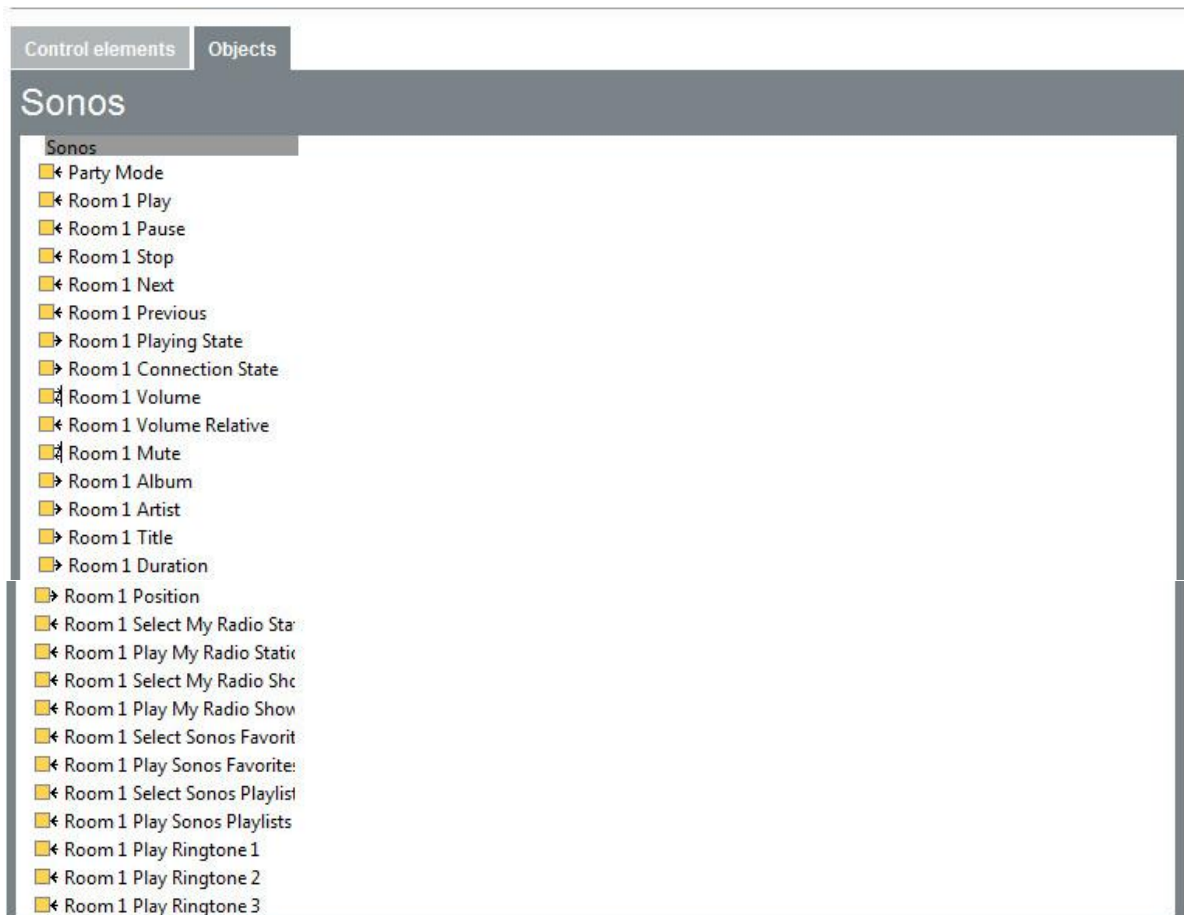 Control elements
Objects
Sonos
Sonos
Party Mode
Room 1 Play
Room 1 Pause
Room 1 Stop
Room 1 Next
Room 1 Previous
Room 1 Playing State
Room 1 Connection State
Room 1 Volume
Room 1 Volume Relative
Room 1 Mute
Room 1 Album
Room 1 Artist
Room 1 Title
Room 1 Duration
Room 1 Position
Room 1 Select My Radio Sta
Room 1 Play My Radio Static
Room 1 Select My Radio Sho
Room 1 Play My Radio Show
Room 1 Select Sonos Favorit
Room 1 Play Sonos Favorites
Room 1 Select Sonos Playlist
Room 1 Play Sonos Playlists
Room 1 Play Ringtone 1
Room 1 Play Ringtone 2
Room 1 Play Ringtone 3